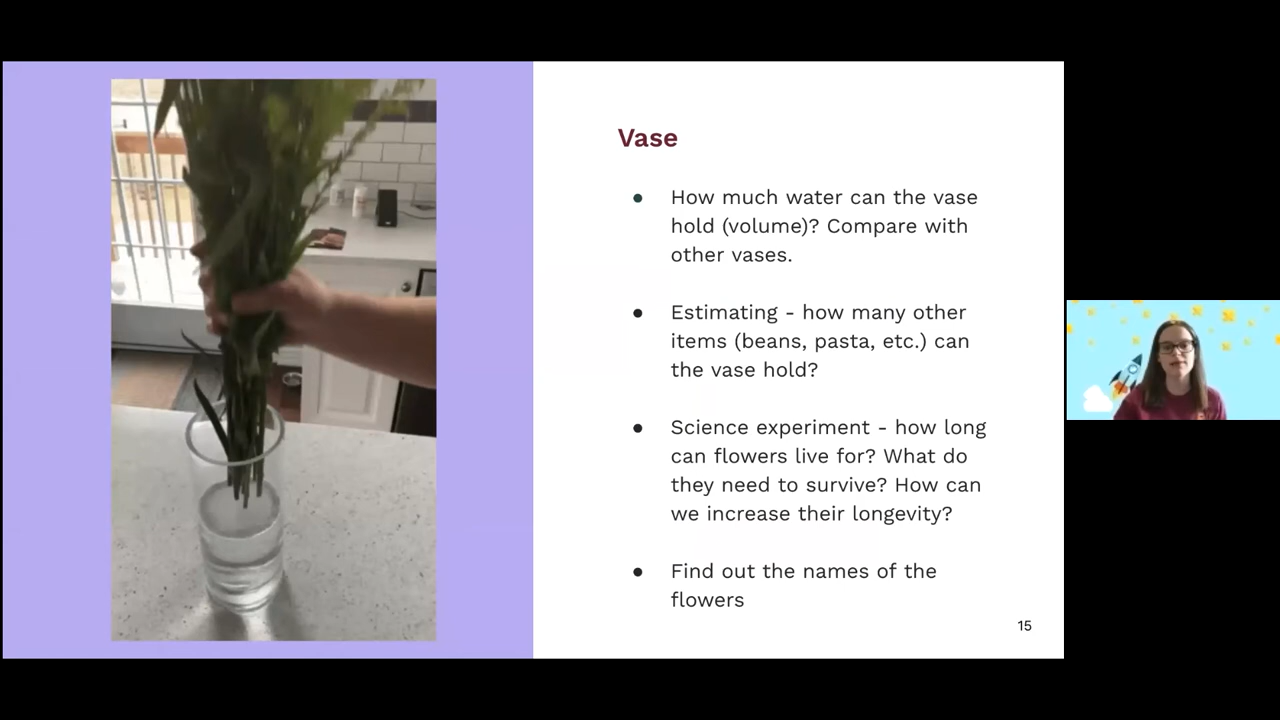 Vase
● How much water can the vase
hold (volume)? Compare with
other vases.
● Estimating - how many other
items (beans, pasta, etc.) can
the vase hold?
● Science experiment - how long
can flowers live for? What do
they need to survive? How can
we increase their longevity?
● Find out the names of the
flowers
15